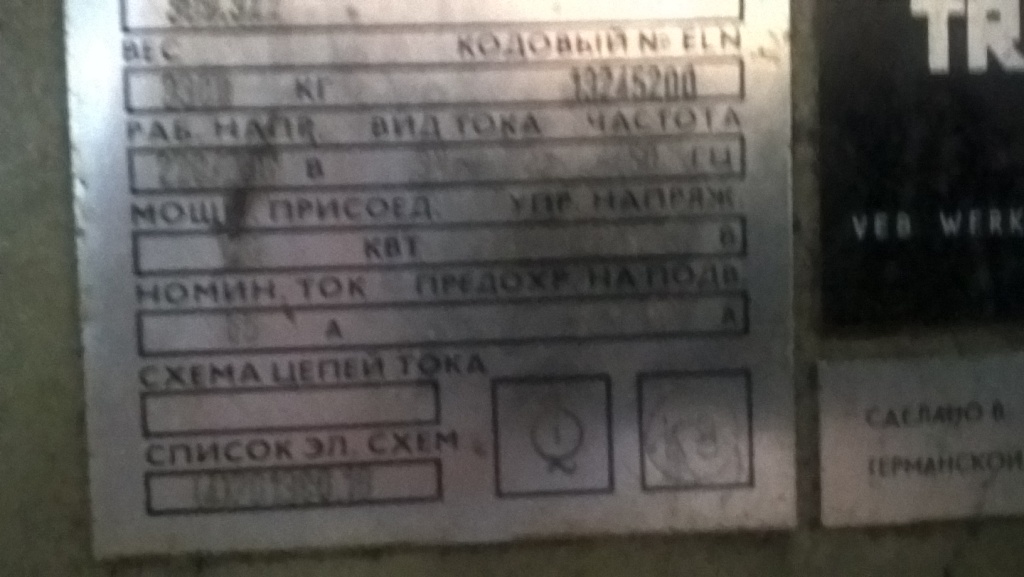 ВЕС КОДОВЫЙ № ELN
КГ 13245200
РАБ. НАПР. ВИД ТОКА ЧАСТОТА
В ГЦ
МОЩ. ПРИСОЕД. УПР. НАПРЯЖ.
КВТ В
НОМИН. ТОК ПРЕДОХР. НА ПОДВ.
А А
СХЕМА ЦЕПЕЙ ТОКА
СПИСОК ЭЛ. СХЕМ
Q
TR
VEB WERK
СДЕЛАНО В
ГЕРМАНСКОЙ